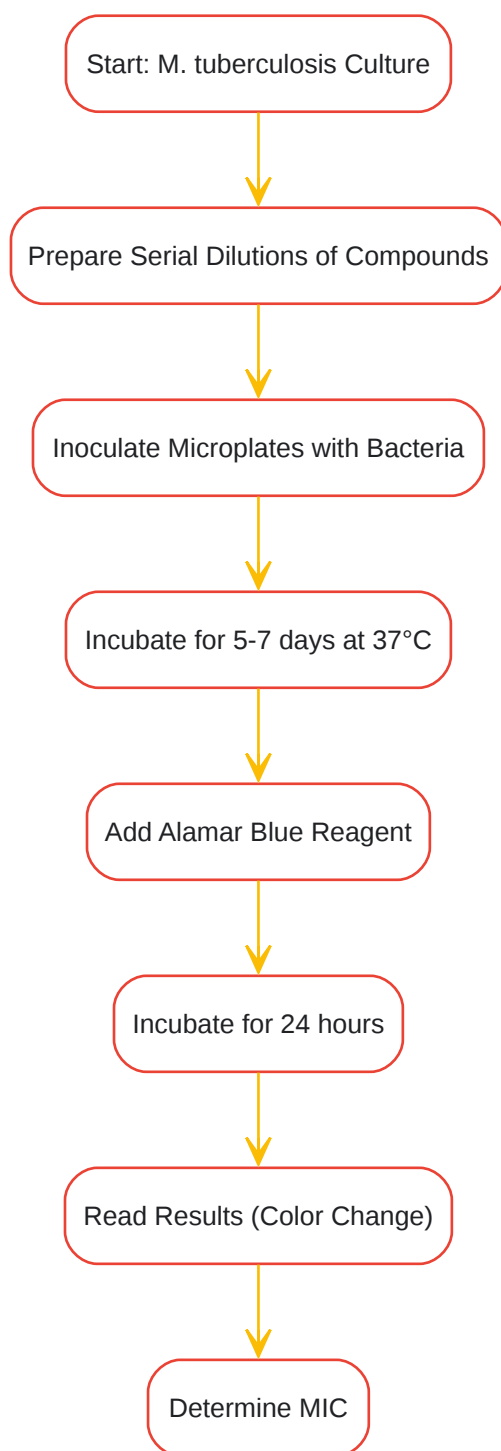 Start: M. tuberculosis Culture
Prepare Serial Dilutions of Compounds
Inoculate Microplates with Bacteria
Incubate for 5-7 days at 37°C
Add Alamar Blue Reagent
Incubate for 24 hours
Read Results (Color Change)
Determine MIC